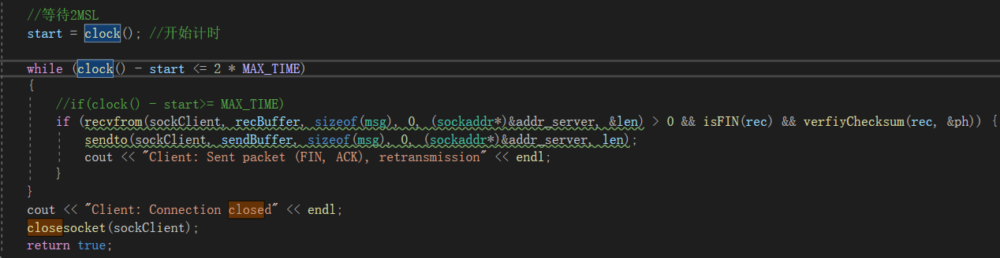 //等待2MSL
start = clock(); //开始计时
while (clock() - start <= 2 * MAX_TIME)
{
//if(clock() - start>= MAX_TIME)
if (recvfrom(sockClient, recBuffer, sizeof(msg), 0, (sockaddr*)&addr_server, &len) > 0 && isFIN(rec) && verfiyChecksum(rec, &ph)) {
sendto(sockClient, sendBuffer, sizeof(msg), 0, (sockaddr*)&addr_server, len);
cout << "Client: Sent packet (FIN, ACK), retransmission" << endl;
}
}
cout << "Client: Connection closed" << endl;
closesocket(sockClient);
return true;